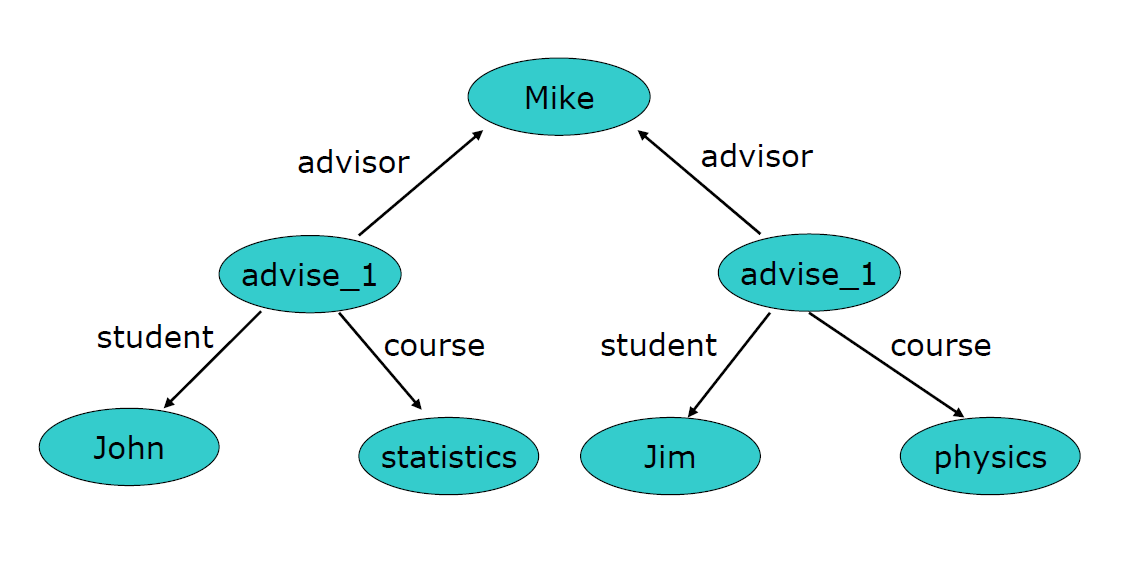 Mike
advisor
advisor
advise_1
advise_1
student
course
student
course
John
statistics
Jim
physics